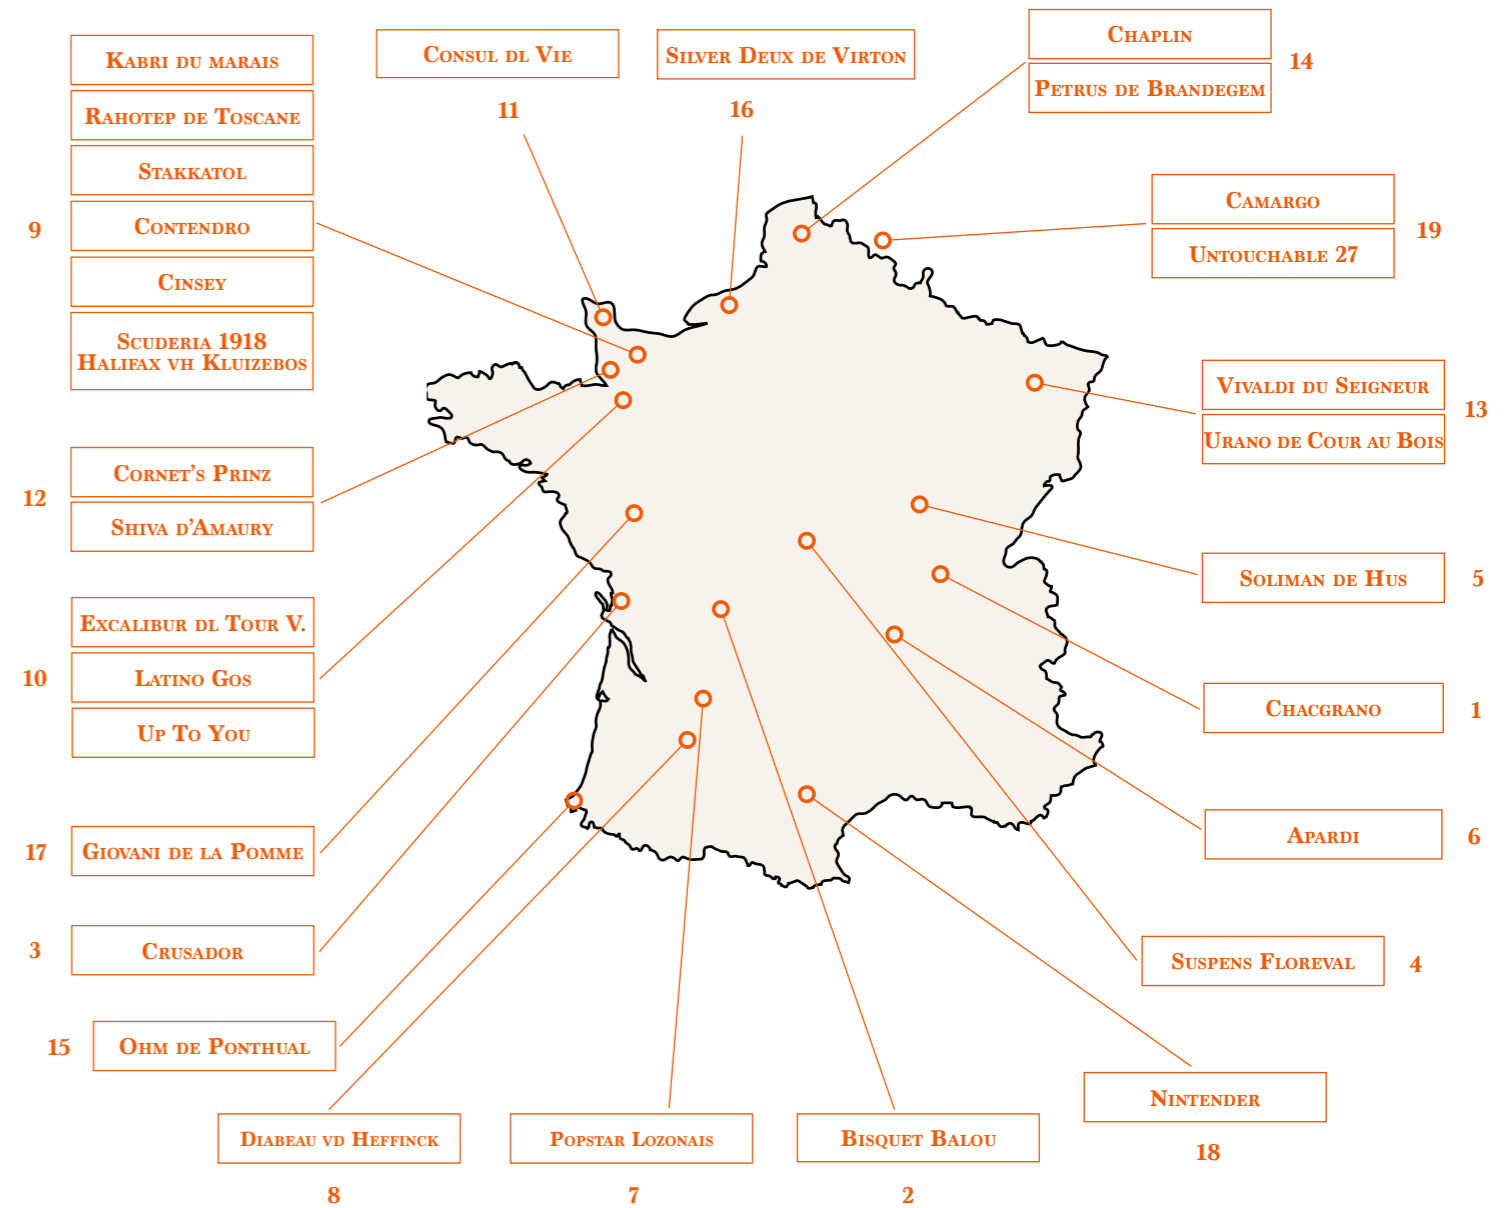 Kabri du marais
Rahotep de Toscane
Stakkatol
Contendro
9
Cinsey
Scuderia 1918
Halifax vh Kluizebos
Consul dl Vie
11
Silver Deux de Virton
16
Chaplin
14
Petrus de Brandegem
Camargo
19
Untouchable 27
Vivaldi du Seigneur
13
Urano de Cour au Bois
Cornet's Prinz
12
Shiva d'Amaury
Soliman de Hus
5
Excalibur dl Tour V.
10
Latino Gos
Up To You
Chacgrano
1
Apardi
6
17
Giovani de la Pomme
3
Crusador
Suspens Floreval
4
15
Ohm de Ponthual
Nintender
18
Diabeau vd Heffinck
8
Popstar Lozonais
7
Bisquet Balou
2